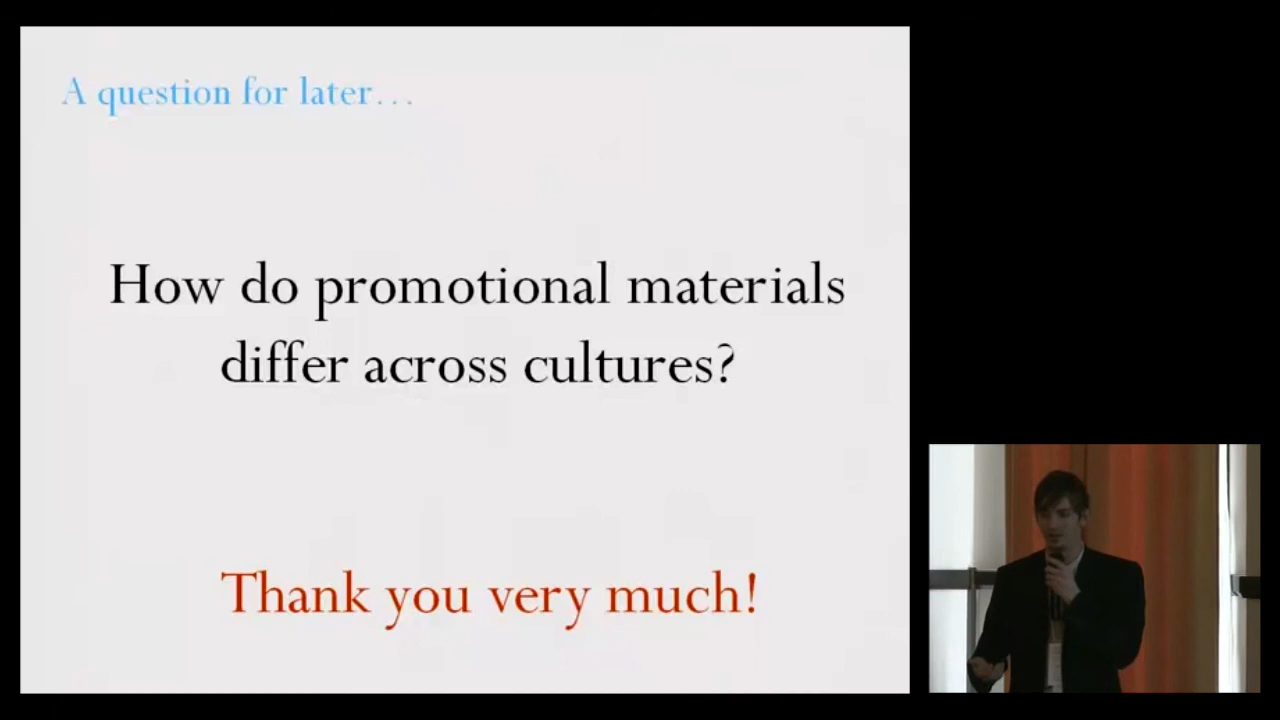 A question for later…
How do promotional materials
differ across cultures?
Thank you very much!